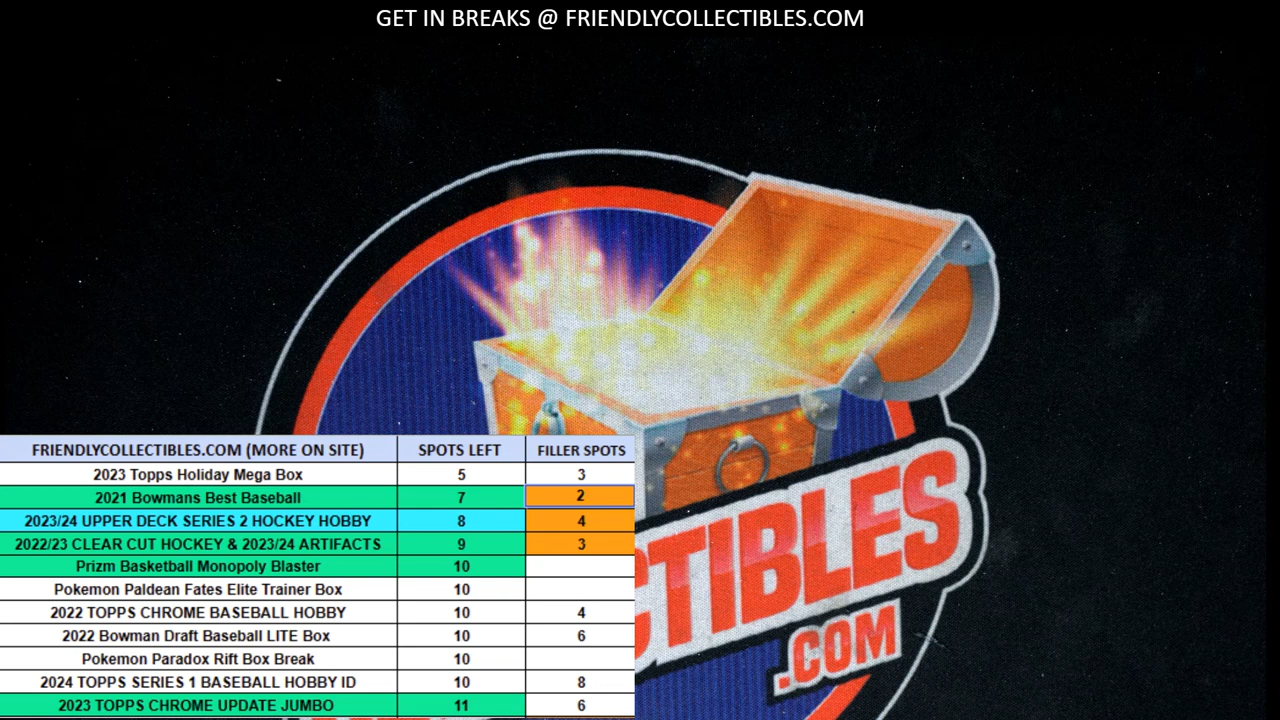 GET IN BREAKS @ FRIENDLYCOLLECTIBLES.COM
FRIENDLYCOLLECTIBLES.COM (MORE ON SITE) SPOTS LEFT FILLER SPOTS
2023 Topps Holiday Mega Box 5 3
2021 Bowmans Best Baseball 7 2
2023/24 UPPER DECK SERIES 2 HOCKEY HOBBY 8 4
2022/23 CLEAR CUT HOCKEY & 2023/24 ARTIFACTS 9 3
Prizm Basketball Monopoly Blaster 10
Pokemon Paldean Fates Elite Trainer Box 10
2022 TOPPS CHROME BASEBALL HOBBY 10 4
2022 Bowman Draft Baseball LITE Box 10 6
Pokemon Paradox Rift Box Break 10
2024 TOPPS SERIES 1 BASEBALL HOBBY ID 10 8
2023 TOPPS CHROME UPDATE JUMBO 11 6
CTIBLES
.COM